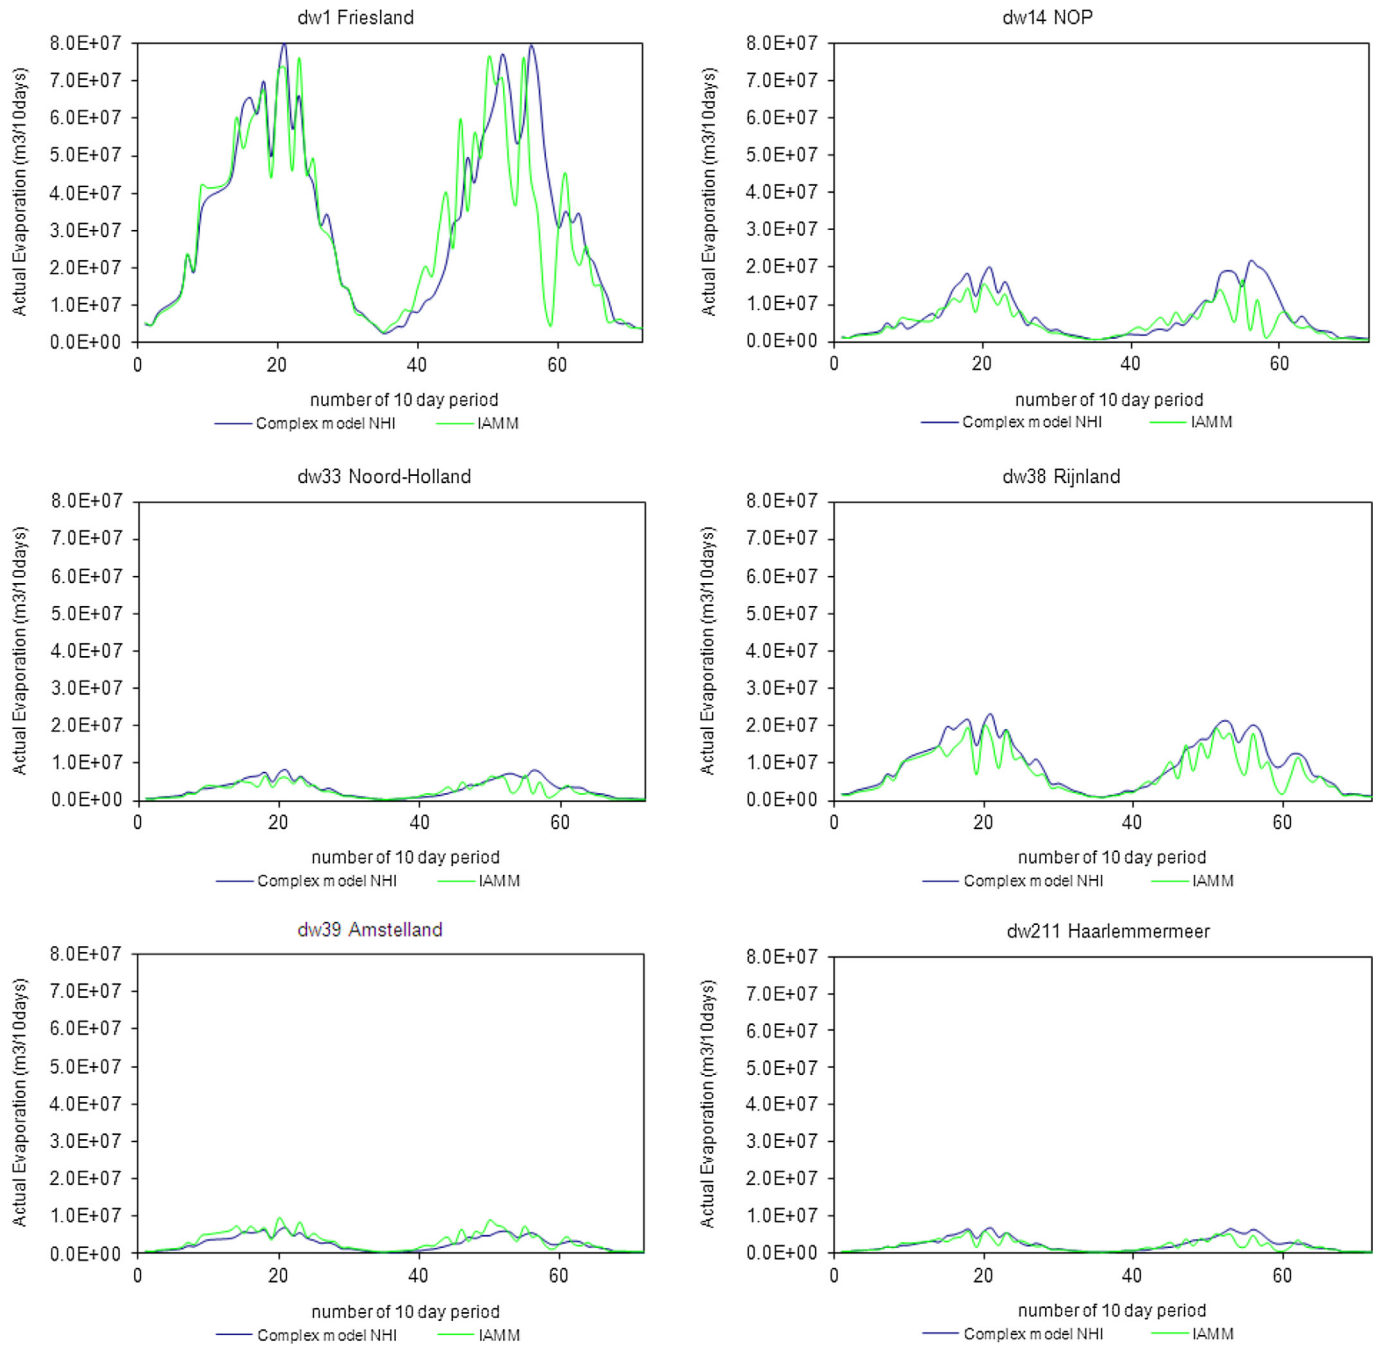 dw1 Friesland
Actual Evaporation (m3/10days)
8.0E+07
7.0E+07
6.0E+07
5.0E+07
4.0E+07
3.0E+07
2.0E+07
1.0E+07
0.0E+00
0 20 40 60
number of 10 day period
Complex model NHI IAMM
dw14 NOP
Actual Evaporation (m3/10days)
8.0E+07
7.0E+07
6.0E+07
5.0E+07
4.0E+07
3.0E+07
2.0E+07
1.0E+07
0.0E+00
0 20 40 60
number of 10 day period
Complex model NHI IAMM
dw33 Noord-Holland
Actual Evaporation (m3/10days)
8.0E+07
7.0E+07
6.0E+07
5.0E+07
4.0E+07
3.0E+07
2.0E+07
1.0E+07
0.0E+00
0 20 40 60
number of 10 day period
Complex model NHI IAMM
dw38 Rijnland
Actual Evaporation (m3/10days)
8.0E+07
7.0E+07
6.0E+07
5.0E+07
4.0E+07
3.0E+07
2.0E+07
1.0E+07
0.0E+00
0 20 40 60
number of 10 day period
Complex model NHI IAMM
dw39 Amstelland
Actual Evaporation (m3/10days)
8.0E+07
7.0E+07
6.0E+07
5.0E+07
4.0E+07
3.0E+07
2.0E+07
1.0E+07
0.0E+00
0 20 40 60
number of 10 day period
Complex model NHI IAMM
dw211 Haarlemmermeer
Actual Evaporation (m3/10days)
8.0E+07
7.0E+07
6.0E+07
5.0E+07
4.0E+07
3.0E+07
2.0E+07
1.0E+07
0.0E+00
0 20 40 60
number of 10 day period
Complex model NHI IAMM